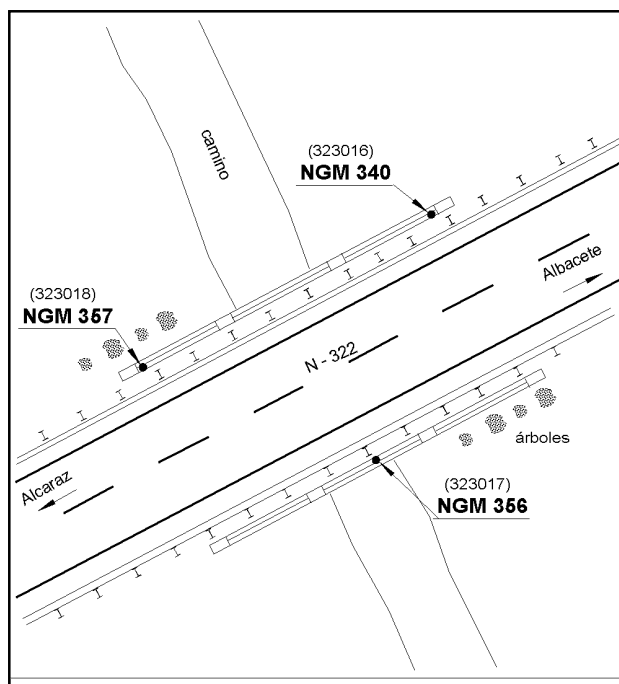 camino
(323016)
NGM 340
Albacete
(323018)
NGM 357
N - 322
Alcaraz
árboles
(323017)
NGM 356